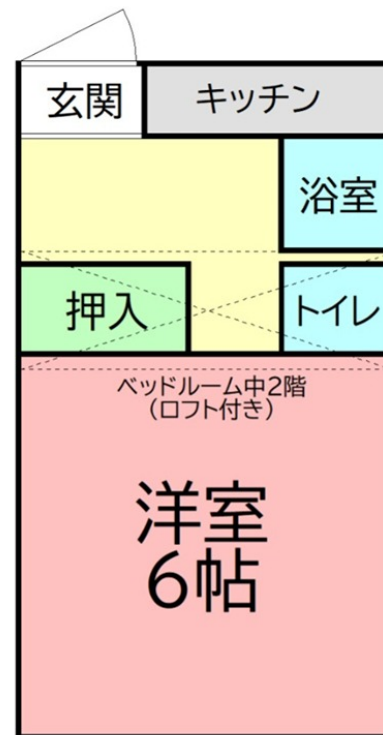 玄関
キッチン
浴室
押入
トイレ
ベッドルーム中2階
(ロフト付き)
洋室
6帖